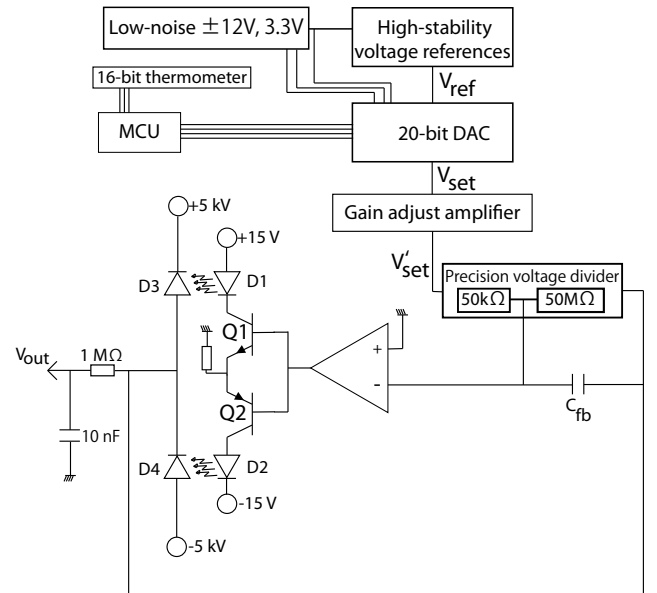 Low-noise ±12V, 3.3V
High-stability
voltage references
16-bit thermometer
V_ref
MCU
20-bit DAC
V_set
+5 kV
Gain adjust amplifier
+15 V
V'_set
Precision voltage divider
D3
D1
50kΩ
50MΩ
Q1
+
V_out
1 MΩ
-
Q2
C_fb
10 nF
D4
D2
-15 V
-5 kV